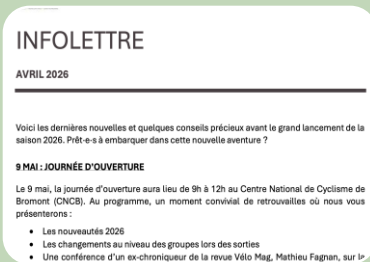 INFOLETTRE
AVRIL 2026
Voici les dernières nouvelles et quelques conseils précieux avant le grand lancement de la
saison 2026. Prêt-e-s à embarquer dans cette nouvelle aventure ?
9 MAI : JOURNÉE D'OUVERTURE
Le 9 mai, la journée d'ouverture aura lieu de 9h à 12h au Centre National de Cyclisme de
Bromont (CNCB). Au programme, un moment convivial de retrouvailles où nous vous
présenterons :
• Les nouveautés 2026
• Les changements au niveau des groupes lors des sorties
• Une conférence d'un ex-chroniqueur de la revue Vélo Mag, Mathieu Fagnan, sur le